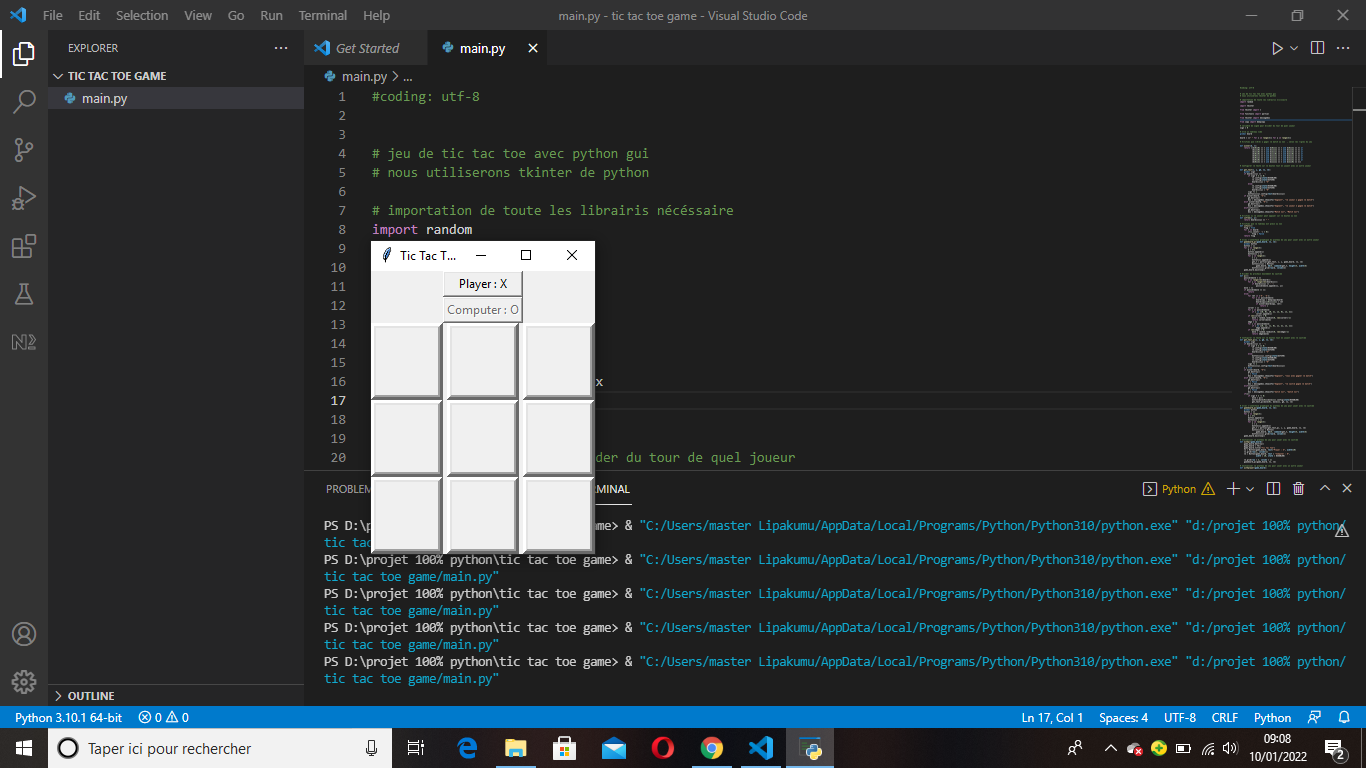 File Edit Selection View Go Run Terminal Help
main.py - tic tac toe game - Visual Studio Code
EXPLORER
TIC TAC TOE GAME
main.py
Get Started
main.py
main.py > ...
1 #coding: utf-8
2
3
4 # jeu de tic tac toe avec python gui
5 # nous utiliserons tkinter de python
6
7 # importation de toute les librairis nécéssaire
8 import random
9
10
11
12
13
14
15
16 x
17
18
19
20 der du tour de quel joueur
Tic Tac T...
Player : X
Computer : O
PROBLEM
RMINAL
Python
PS D:\p tic tac toe game> & "C:/Users/master Lipakumu/AppData/Local/Programs/Python/Python310/python.exe" "d:/projet 100% python/
tic tac
PS D:\projet 100% python\tic tac toe game> & "C:/Users/master Lipakumu/AppData/Local/Programs/Python/Python310/python.exe" "d:/projet 100% python/
tic tac toe game/main.py"
PS D:\projet 100% python\tic tac toe game> & "C:/Users/master Lipakumu/AppData/Local/Programs/Python/Python310/python.exe" "d:/projet 100% python/
tic tac toe game/main.py"
PS D:\projet 100% python\tic tac toe game> & "C:/Users/master Lipakumu/AppData/Local/Programs/Python/Python310/python.exe" "d:/projet 100% python/
tic tac toe game/main.py"
PS D:\projet 100% python\tic tac toe game> & "C:/Users/master Lipakumu/AppData/Local/Programs/Python/Python310/python.exe" "d:/projet 100% python/
tic tac toe game/main.py"
OUTLINE
Python 3.10.1 64-bit 0 0
Ln 17, Col 1 Spaces: 4 UTF-8 CRLF Python
Taper ici pour rechercher
09:08
10/01/2022
2